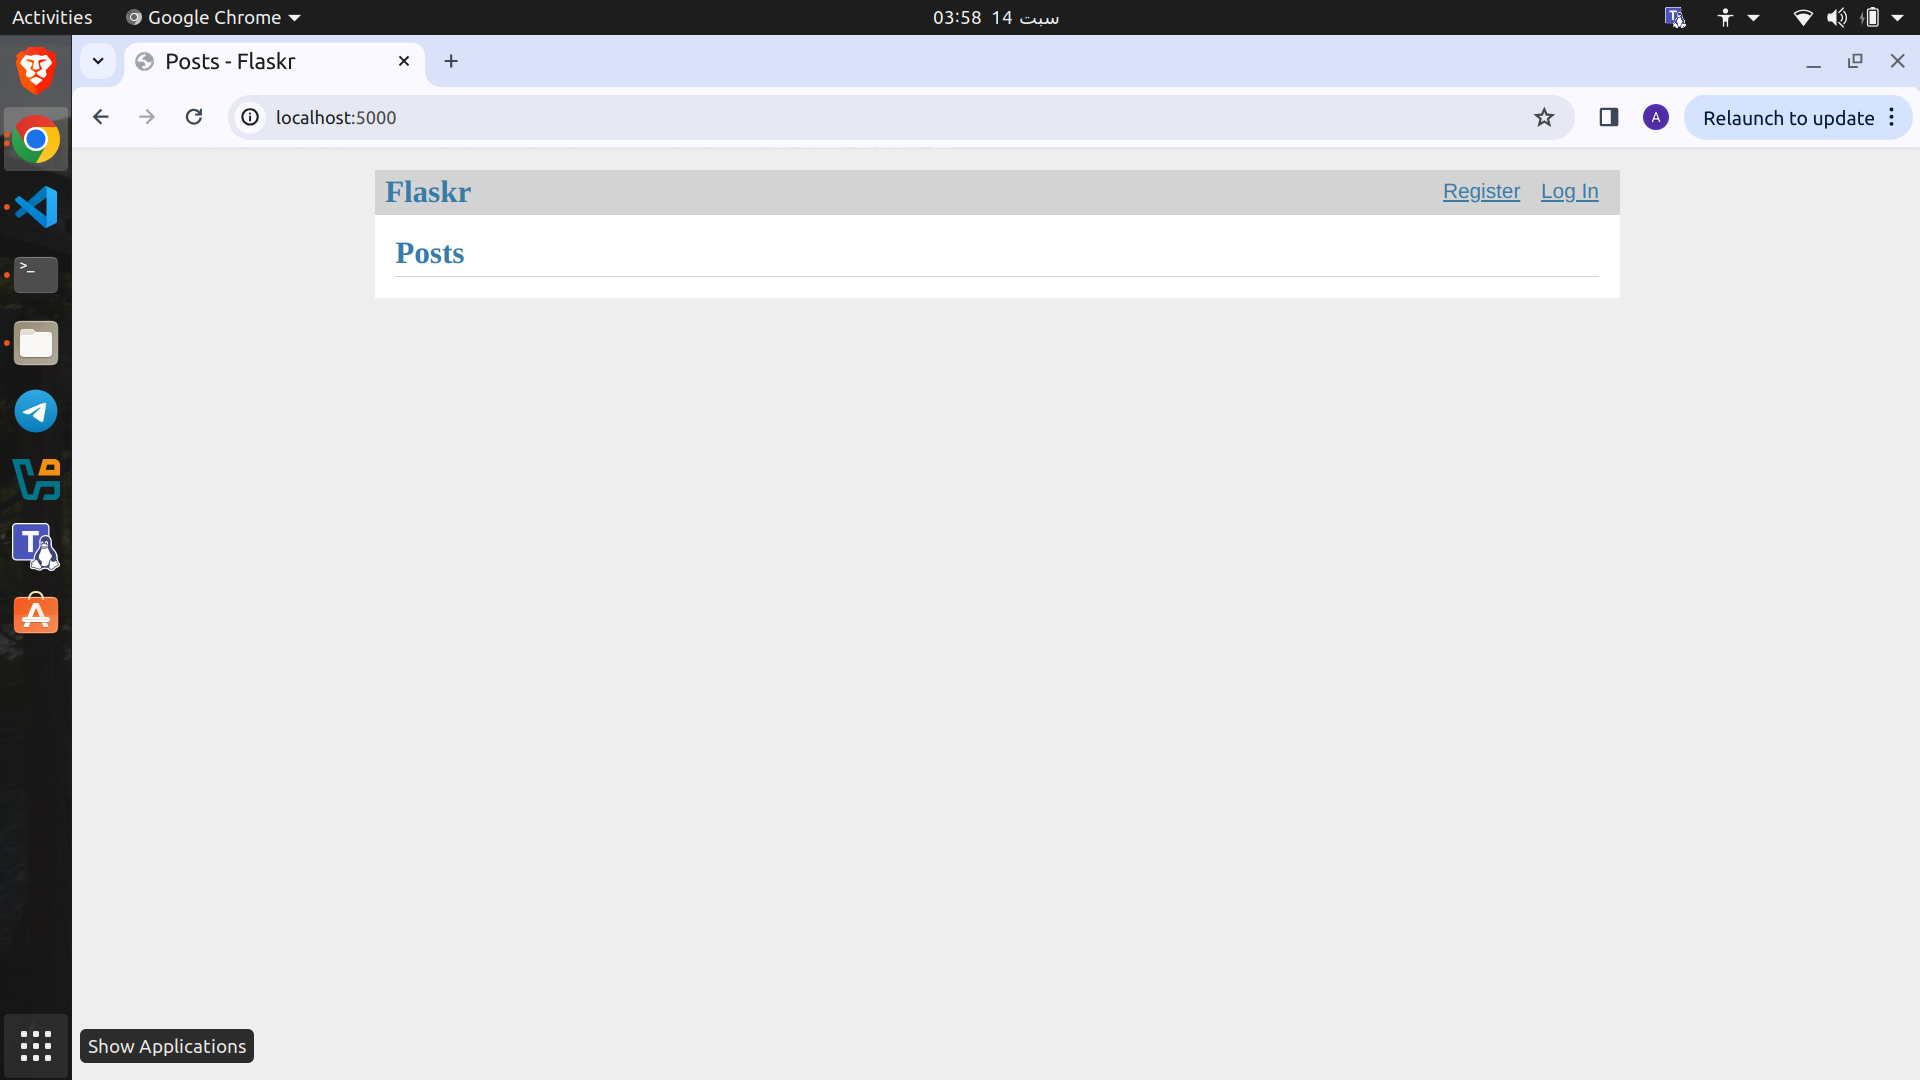 Activities
Google Chrome
سبت 14 03:58
Posts - Flaskr
localhost:5000
A
Relaunch to update
Flaskr
Register
Log In
Posts
Show Applications